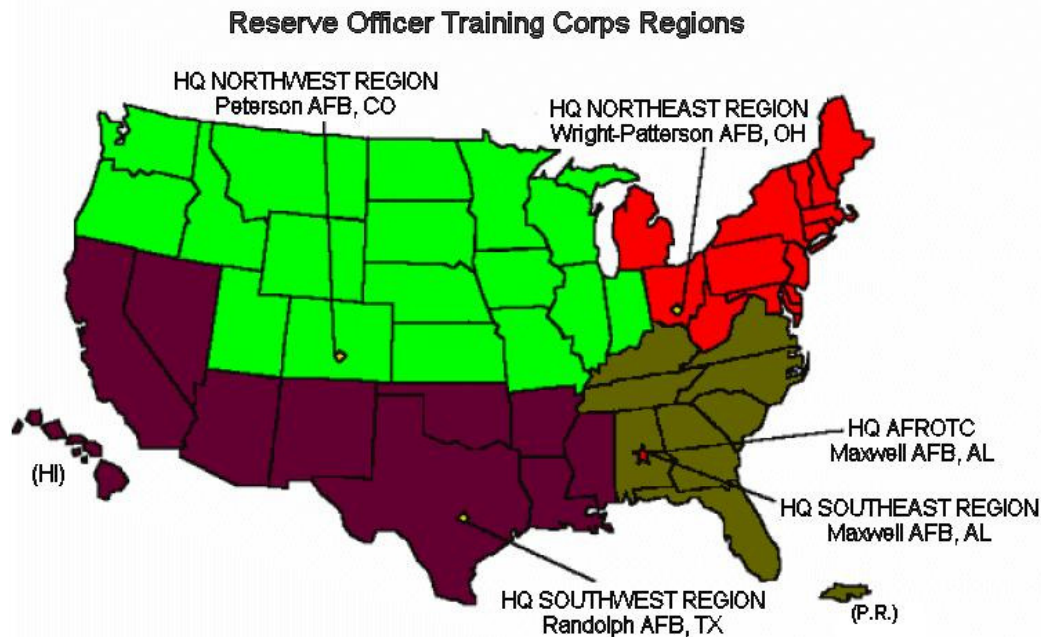 Reserve Officer Training Corps Regions
HQ NORTHWEST REGION
Peterson AFB, CO
HQ NORTHEAST REGION
Wright-Patterson AFB, OH
HQ AFROTC
Maxwell AFB, AL
(HI)
HQ SOUTHEAST REGION
Maxwell AFB, AL
HQ SOUTHWEST REGION
Randolph AFB, TX
(P.R.)